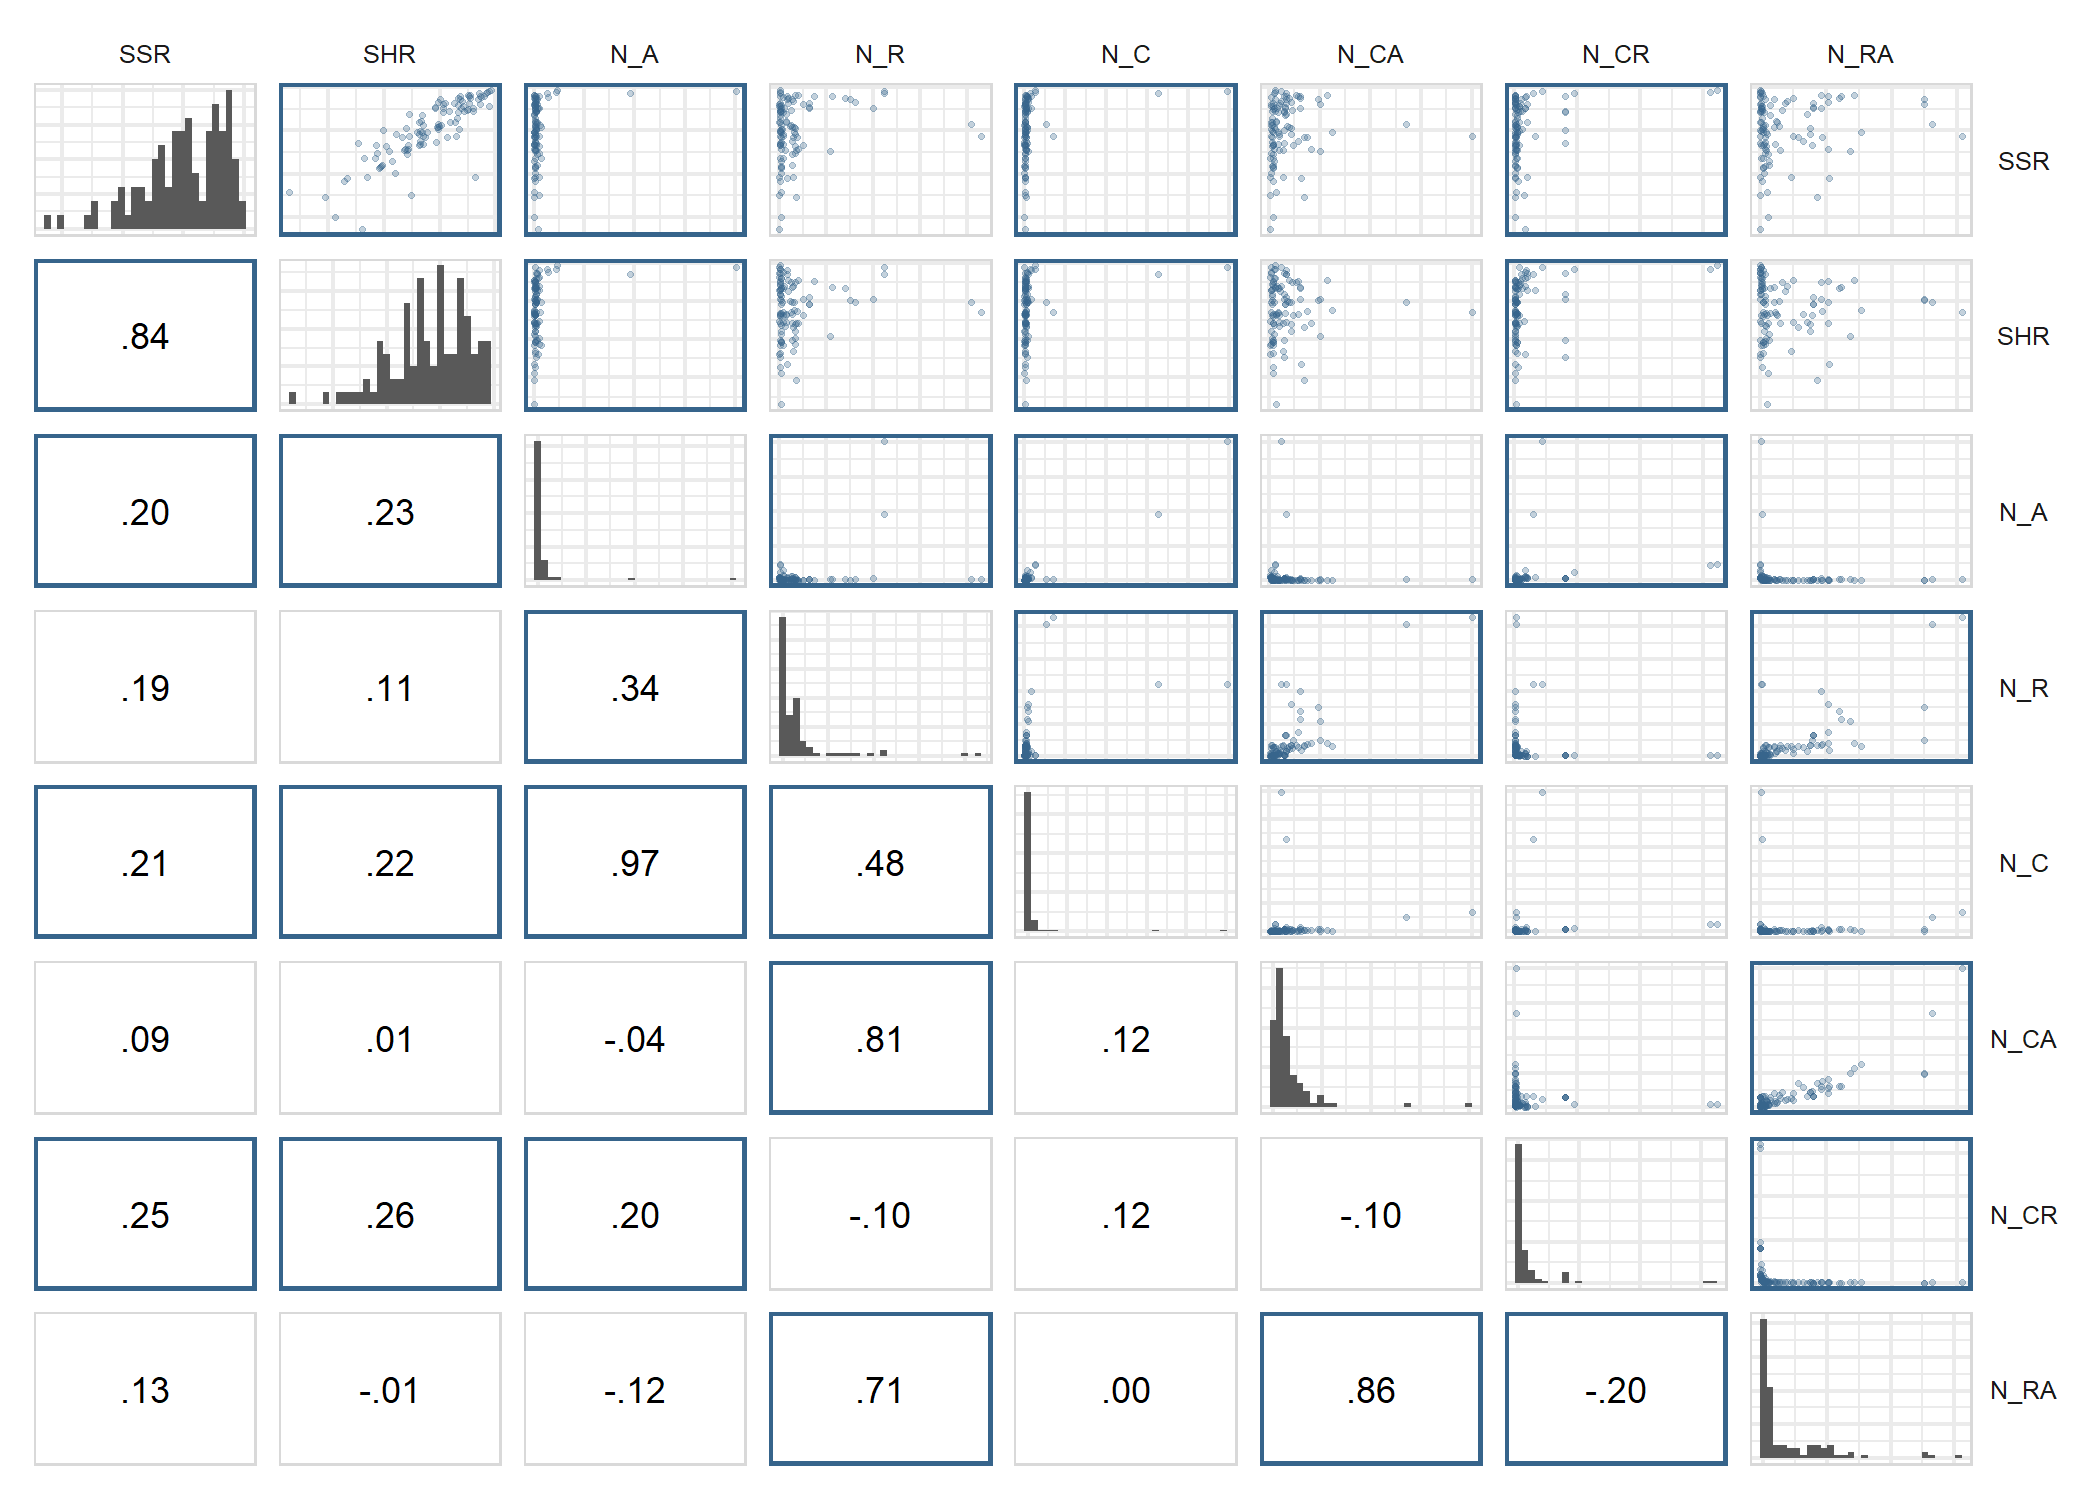 SSR SHR N_A N_R N_C N_CA N_CR N_RA
SSR
.84 SHR
.20 .23 N_A
.19 .11 .34 N_R
.21 .22 .97 .48 N_C
.09 .01 -.04 .81 .12 N_CA
.25 .26 .20 -.10 .12 -.10 N_CR
.13 -.01 -.12 .71 .00 .86 -.20 N_RA